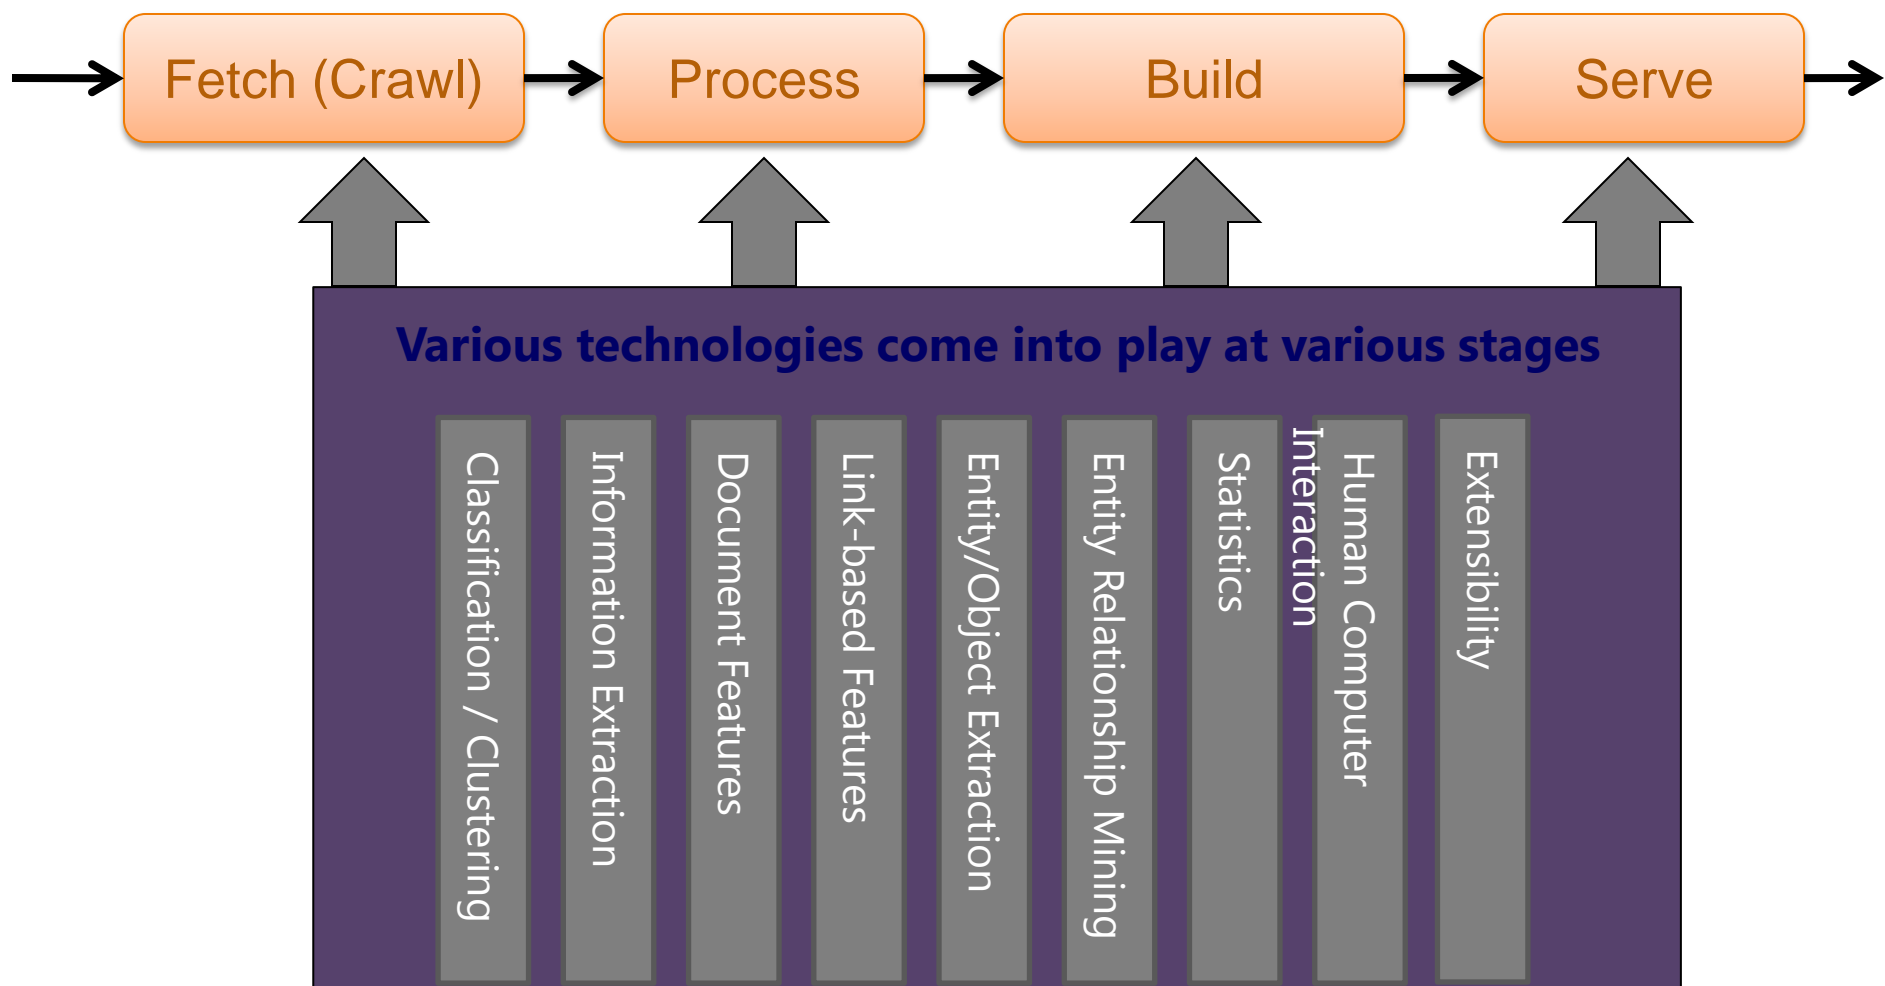 Fetch (Crawl)
Process
Build
Serve
Various technologies come into play at various stages
Classification / Clustering
Information Extraction
Document Features
Link-based Features
Entity/Object Extraction
Entity Relationship Mining
Statistics
Human Computer
Interaction
Extensibility